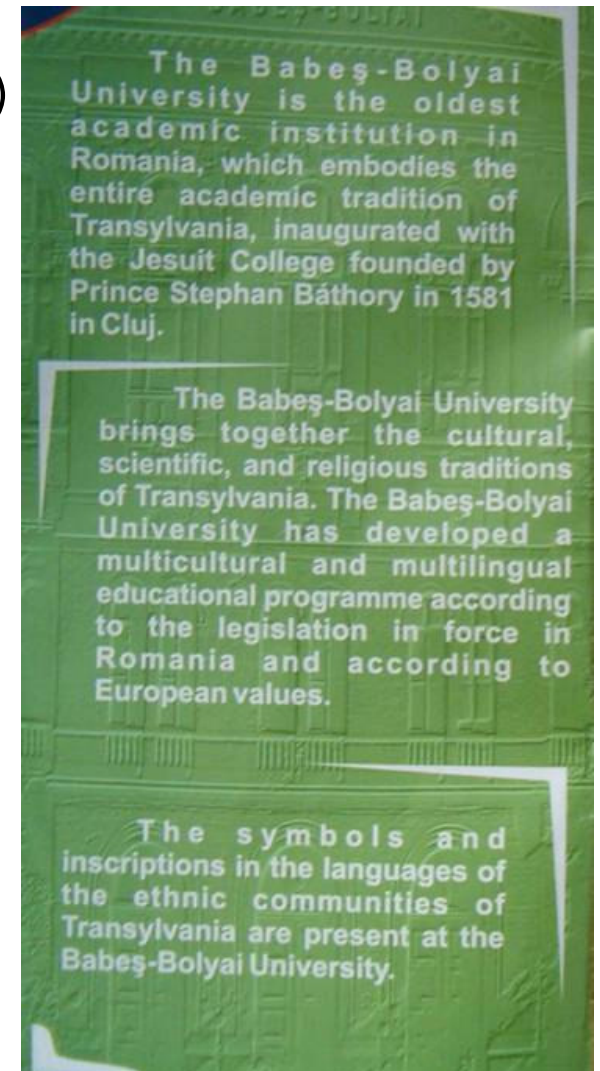 BABEŞ-BOLYAI
The Babeş-Bolyai
University is the oldest
academic institution in
Romania, which embodies the
entire academic tradition of
Transylvania, inaugurated with
the Jesuit College founded by
Prince Stephan Báthory in 1581
in Cluj.
The Babeş-Bolyai University
brings together the cultural,
scientific, and religious traditions
of Transylvania. The Babeş-Bolyai
University has developed a
multicultural and multilingual
educational programme according
to the legislation in force in
Romania and according to
European values.
The symbols and
inscriptions in the languages of
the ethnic communities of
Transylvania are present at the
Babeş-Bolyai University.